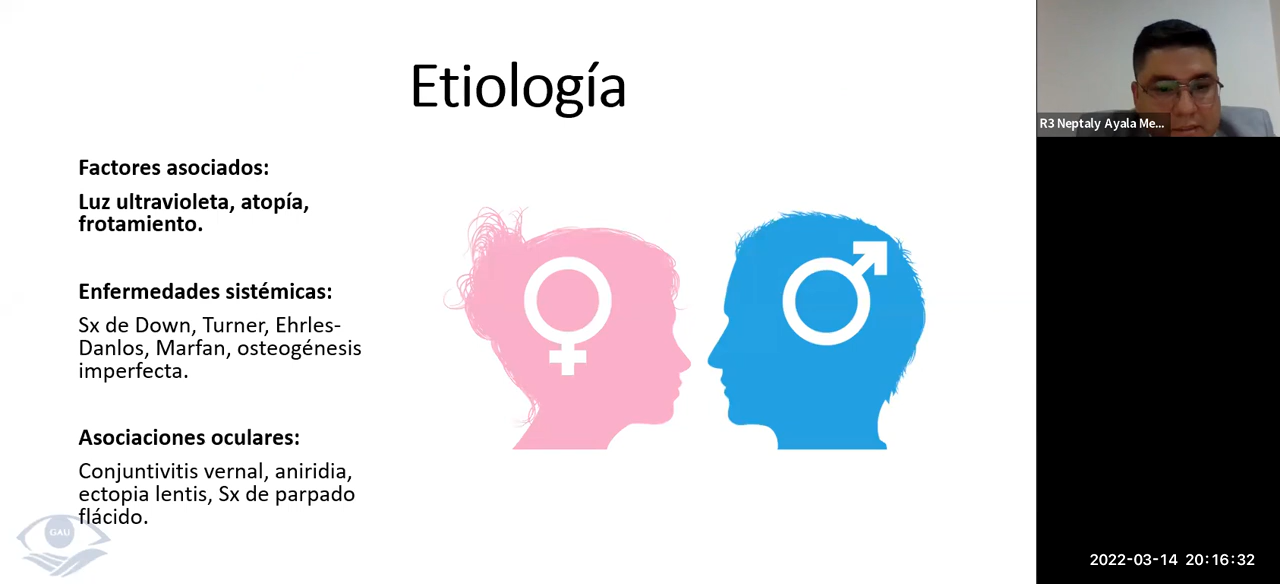 Etiología
Factores asociados:
Luz ultravioleta, atopía,
frotamiento.
Enfermedades sistémicas:
Sx de Down, Turner, Ehrles-
Danlos, Marfan, osteogénesis
imperfecta.
Asociaciones oculares:
Conjuntivitis vernal, aniridia,
ectopia lentis, Sx de parpado
flácido.
GAU
R3 Neptaly Ayala Me...
2022-03-14 20:16:32